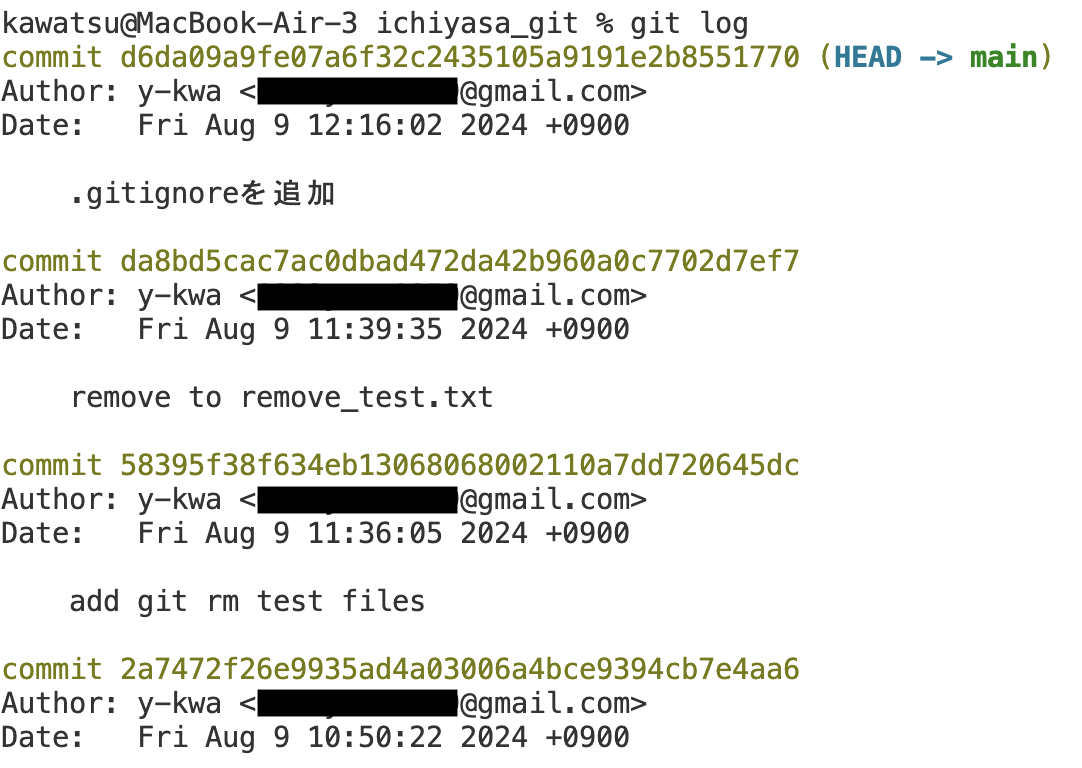 kawatsu@MacBook-Air-3 ichiyasa_git % git log
commit d6da09a9fe07a6f32c2435105a9191e2b8551770 (HEAD -> main)
Author: y-kwa < @gmail.com>
Date:   Fri Aug 9 12:16:02 2024 +0900
.gitignoreを追加
commit da8bd5cac7ac0dbad472da42b960a0c7702d7ef7
Author: y-kwa < @gmail.com>
Date:   Fri Aug 9 11:39:35 2024 +0900
remove to remove_test.txt
commit 58395f38f634eb13068068002110a7dd720645dc
Author: y-kwa < @gmail.com>
Date:   Fri Aug 9 11:36:05 2024 +0900
add git rm test files
commit 2a7472f26e9935ad4a03006a4bce9394cb7e4aa6
Author: y-kwa < @gmail.com>
Date:   Fri Aug 9 10:50:22 2024 +0900